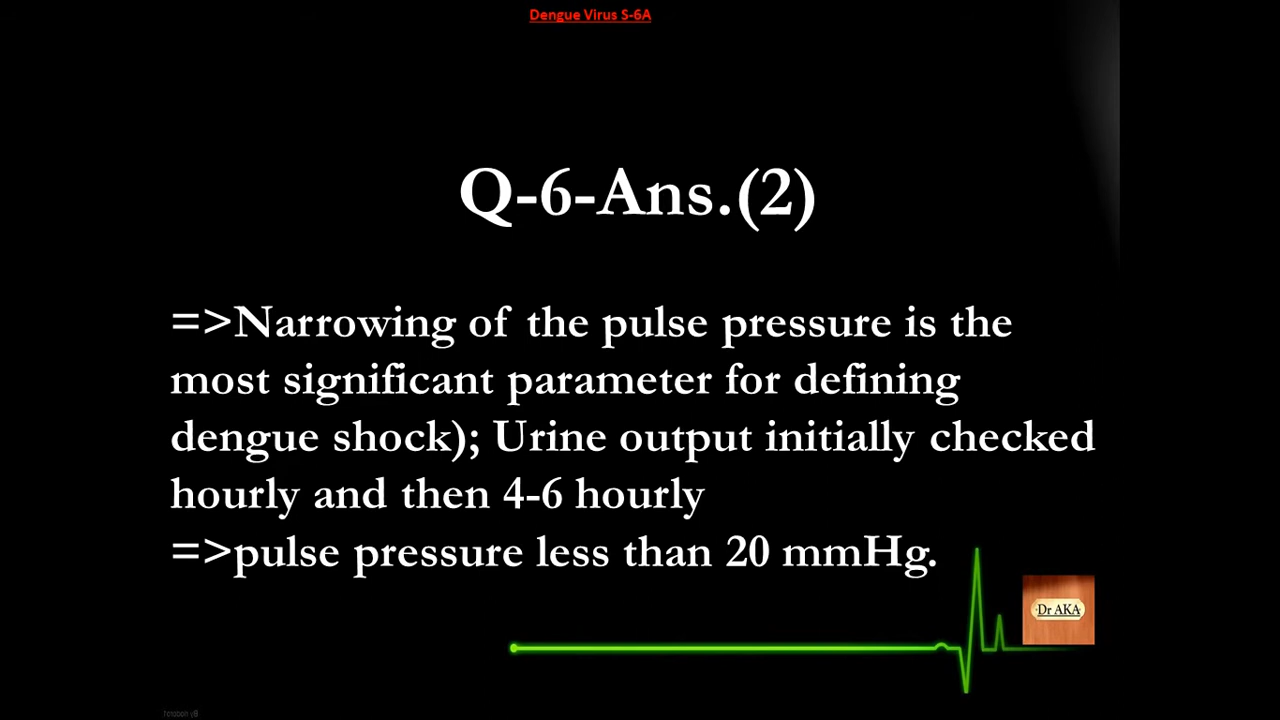 Dengue Virus S-6A
Q-6-Ans.(2)
=>Narrowing of the pulse pressure is the
most significant parameter for defining
dengue shock); Urine output initially checked
hourly and then 4-6 hourly
=>pulse pressure less than 20 mmHg.
Dr AKA